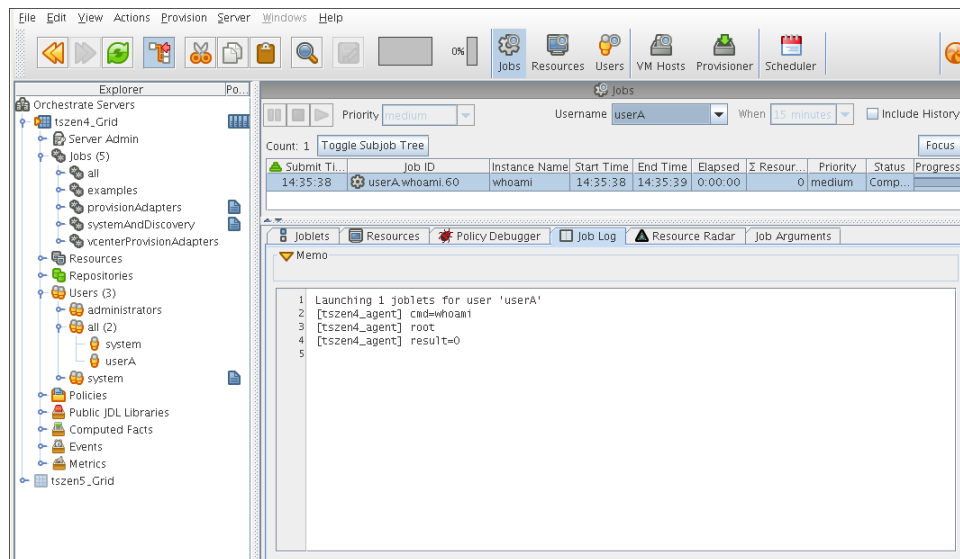 File Edit View Actions Provision Server Windows Help
0%
Jobs Resources Users VM Hosts Provisioner Scheduler
Explorer Po...
Orchestrate Servers
tszen4_Grid
Server Admin
Jobs (5)
all
examples
provisionAdapters
systemAndDiscovery
vcenterProvisionAdapters
Resources
Repositories
Users (3)
administrators
all (2)
system
userA
system
Policies
Public JDL Libraries
Computed Facts
Events
Metrics
tszen5_Grid
Jobs
Priority medium Username userA When 15 minutes Include History
Count: 1 Toggle Subjob Tree Focus
Submit Ti... Job ID Instance Name Start Time End Time Elapsed Σ Resour... Priority Status Progress
14:35:38 userA.whoami.60 whoami 14:35:38 14:35:39 0:00:00 0 medium Comp...
Joblets Resources Policy Debugger Job Log Resource Radar Job Arguments
Memo
1 Launching 1 joblets for user 'userA'
2 [tszen4_agent] cmd=whoami
3 [tszen4_agent] root
4 [tszen4_agent] result=0
5